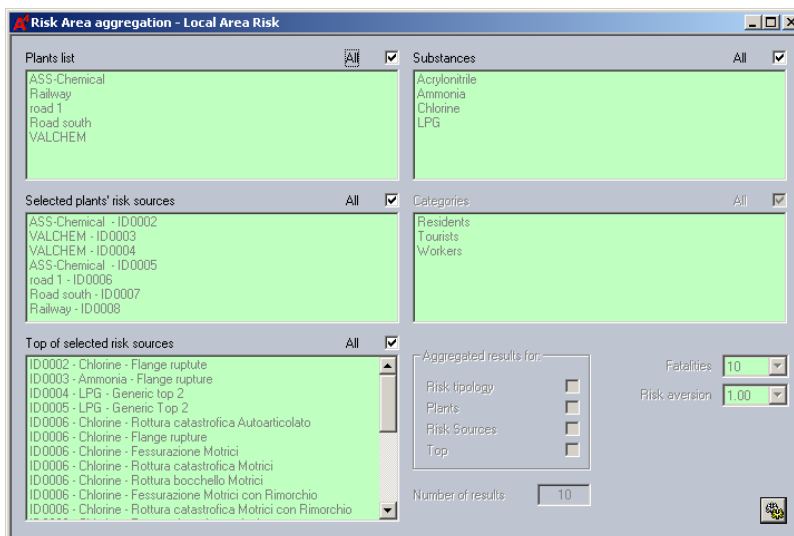 Risk Area aggregation - Local Area Risk
Plants list All
ASS-Chemical
Railway
road 1
Road south
VALCHEM
Substances All
Acrylonitrile
Ammonia
Chlorine
LPG
Selected plants' risk sources All
ASS-Chemical - ID0002
VALCHEM - ID0003
VALCHEM - ID0004
ASS-Chemical - ID0005
road 1 - ID0006
Road south - ID0007
Railway - ID0008
Categories All
Residents
Tourists
Workers
Top of selected risk sources All
ID0002 - Chlorine - Flange ruptute
ID0003 - Ammonia - Flange rupture
ID0004 - LPG - Generic top 2
ID0005 - LPG - Generic Top 2
ID0006 - Chlorine - Rottura catastrofica Autoarticolato
ID0006 - Chlorine - Flange rupture
ID0006 - Chlorine - Fessurazione Motrici
ID0006 - Chlorine - Rottura catastrofica Motrici
ID0006 - Chlorine - Rottura bocchello Motrici
ID0006 - Chlorine - Fessurazione Motrici con Rimorchio
ID0006 - Chlorine - Rottura catastrofica Motrici con Rimorchio
Aggregated results for:
Risk tipology
Plants
Risk Sources
Top
Number of results 10
Fatalities 10
Risk aversion 1.00